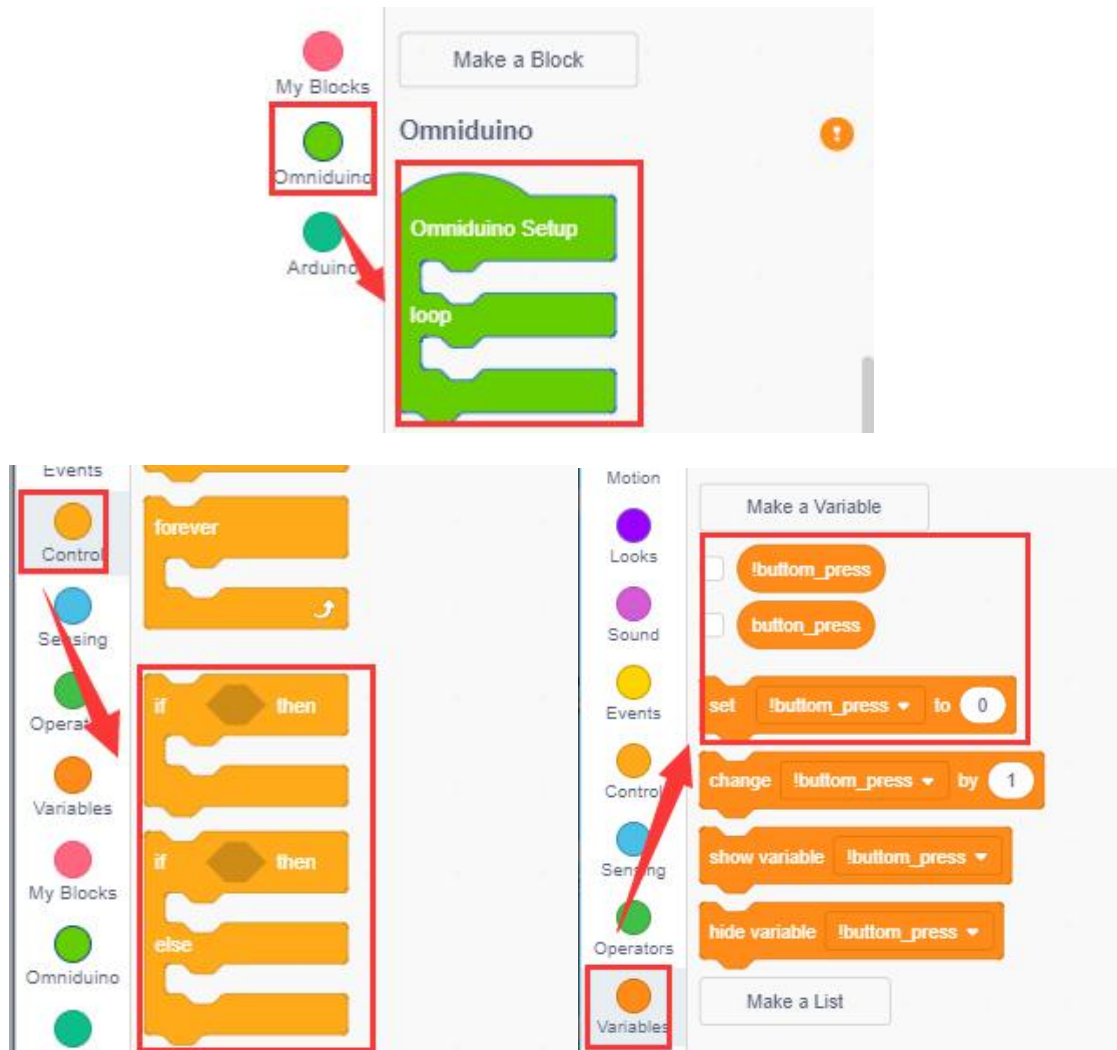 Make a Block
My Blocks
Omniduino
Omniduino
Omniduino Setup
Arduino
loop
Events
forever
Control
Sensing
if then
Operat
Variables
if then
My Blocks
else
Omniduino
Motion
Make a Variable
Looks
!buttom_press
button_press
Sound
Events
set !buttom_press to 0
Control
change !buttom_press by 1
Sensing
show variable !buttom_press
Operators
hide variable !buttom_press
Variables
Make a List